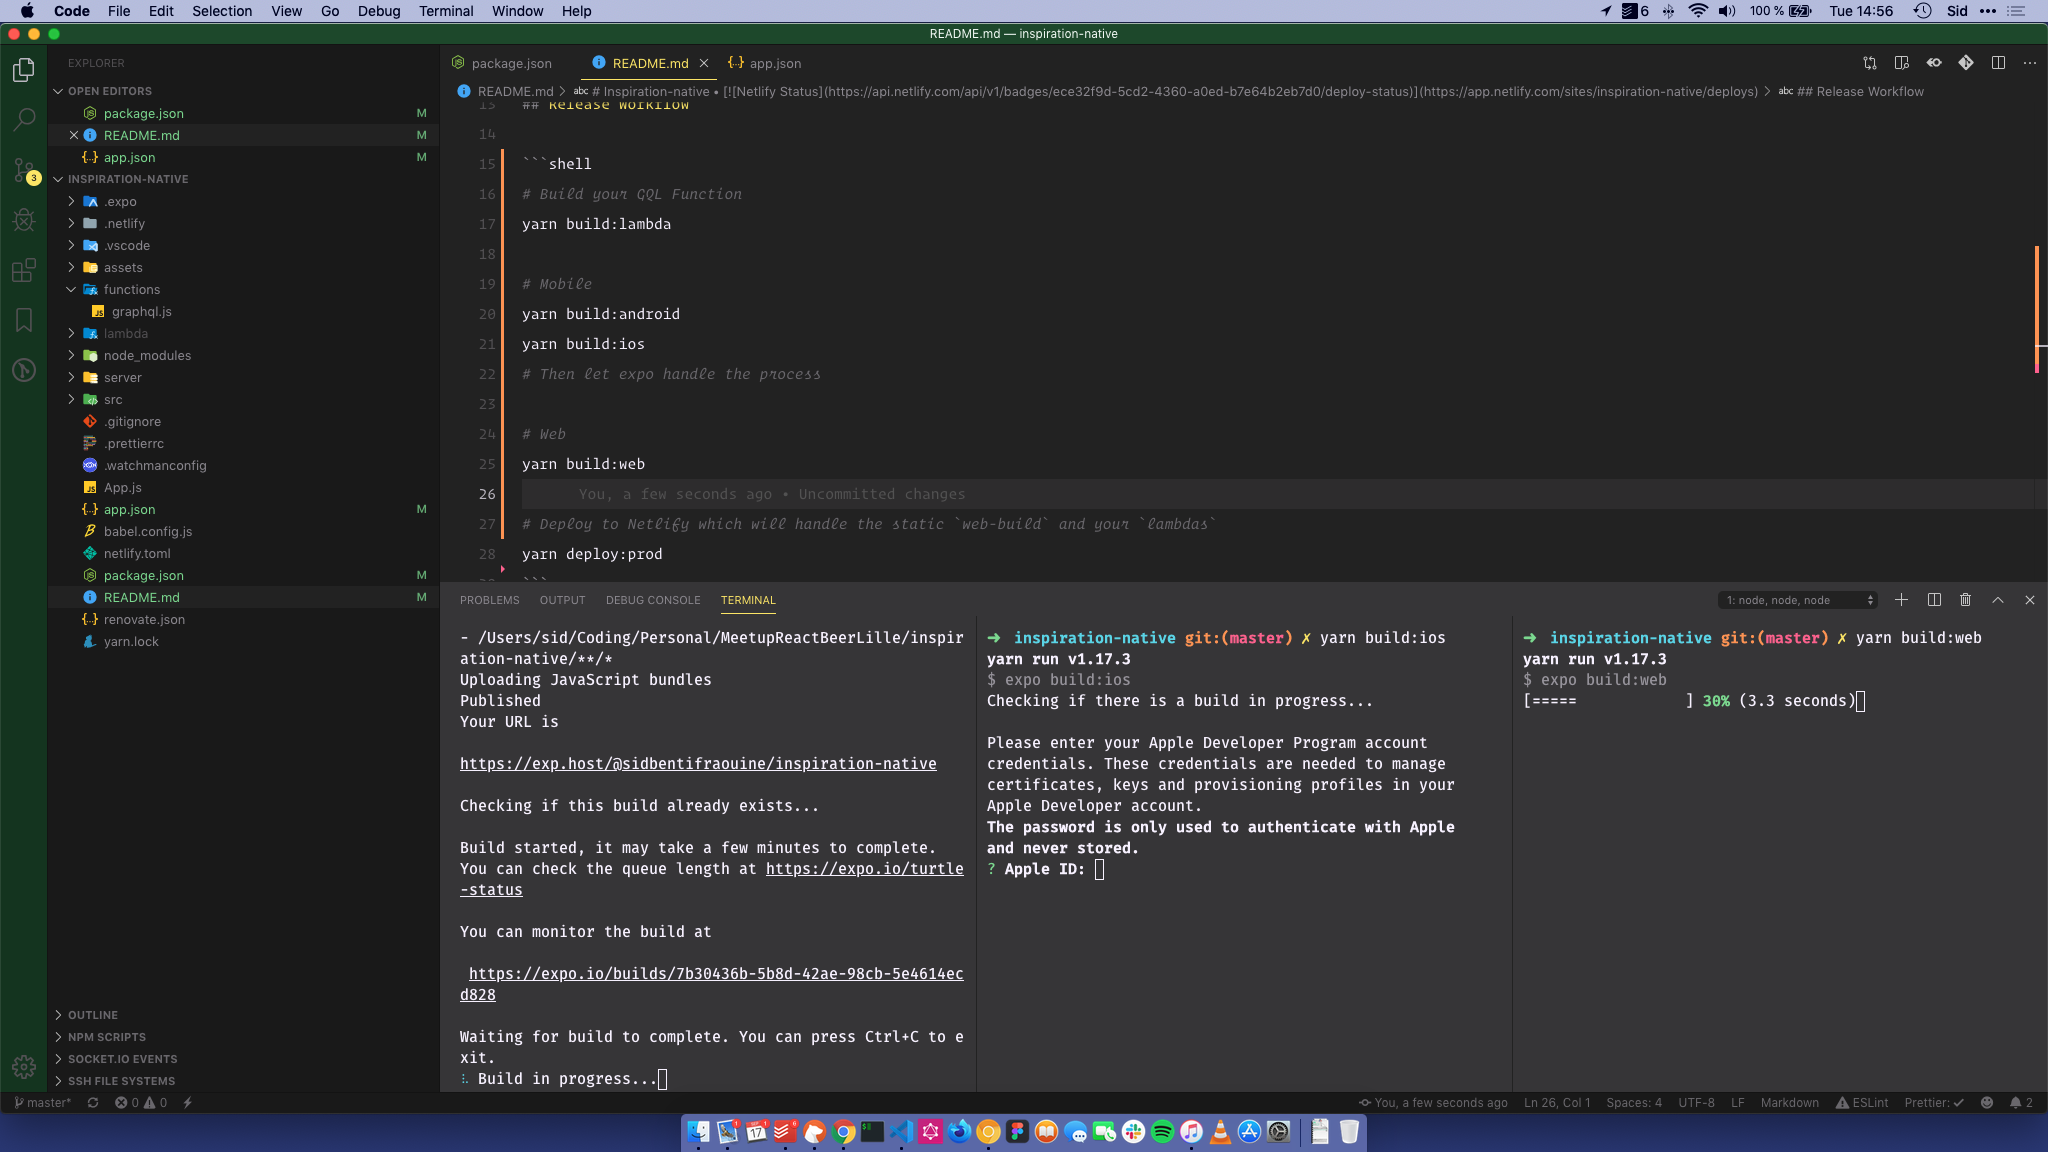 Code File Edit Selection View Go Debug Terminal Window Help
6 100 % Tue 14:56 Sid
README.md — inspiration-native
EXPLORER
OPEN EDITORS
package.json M
README.md M
app.json M
INSPIRATION-NATIVE
.expo
.netlify
.vscode
assets
functions
graphql.js
lambda
node_modules
server
src
.gitignore
.prettierrc
.watchmanconfig
App.js
app.json M
babel.config.js
netlify.toml
package.json M
README.md M
renovate.json
yarn.lock
OUTLINE
NPM SCRIPTS
SOCKET.IO EVENTS
SSH FILE SYSTEMS
3
package.json README.md app.json
README.md > abc # Inspiration-native • [![Netlify Status](https://api.netlify.com/api/v1/badges/ece32f9d-5cd2-4360-a0ed-b7e64b2eb7d0/deploy-status)](https://app.netlify.com/sites/inspiration-native/deploys) > abc ## Release Workflow
13 ## Release Workflow
14
15 ```shell
16 # Build your GQL Function
17 yarn build:lambda
18
19 # Mobile
20 yarn build:android
21 yarn build:ios
22 # Then let expo handle the process
23
24 # Web
25 yarn build:web
26 You, a few seconds ago • Uncommitted changes
27 # Deploy to Netlify which will handle the static `web-build` and your `lambdas`
28 yarn deploy:prod
29 ```
PROBLEMS OUTPUT DEBUG CONSOLE TERMINAL
1: node, node, node
- /Users/sid/Coding/Personal/MeetupReactBeerLille/inspir
ation-native/**/*
Uploading JavaScript bundles
Published
Your URL is
https://exp.host/@sidbentifraouine/inspiration-native
Checking if this build already exists...
Build started, it may take a few minutes to complete.
You can check the queue length at https://expo.io/turtle
-status
You can monitor the build at
https://expo.io/builds/7b30436b-5b8d-42ae-98cb-5e4614ec
d828
Waiting for build to complete. You can press Ctrl+C to e
xit.
Build in progress...
➜ inspiration-native git:(master) ✗ yarn build:ios
yarn run v1.17.3
$ expo build:ios
Checking if there is a build in progress...
Please enter your Apple Developer Program account
credentials. These credentials are needed to manage
certificates, keys and provisioning profiles in your
Apple Developer account.
The password is only used to authenticate with Apple
and never stored.
? Apple ID:
➜ inspiration-native git:(master) ✗ yarn build:web
yarn run v1.17.3
$ expo build:web
[===== ] 30% (3.3 seconds)
master* 0 0 You, a few seconds ago Ln 26, Col 1 Spaces: 4 UTF-8 LF Markdown ESLint Prettier: ✓ 2
17